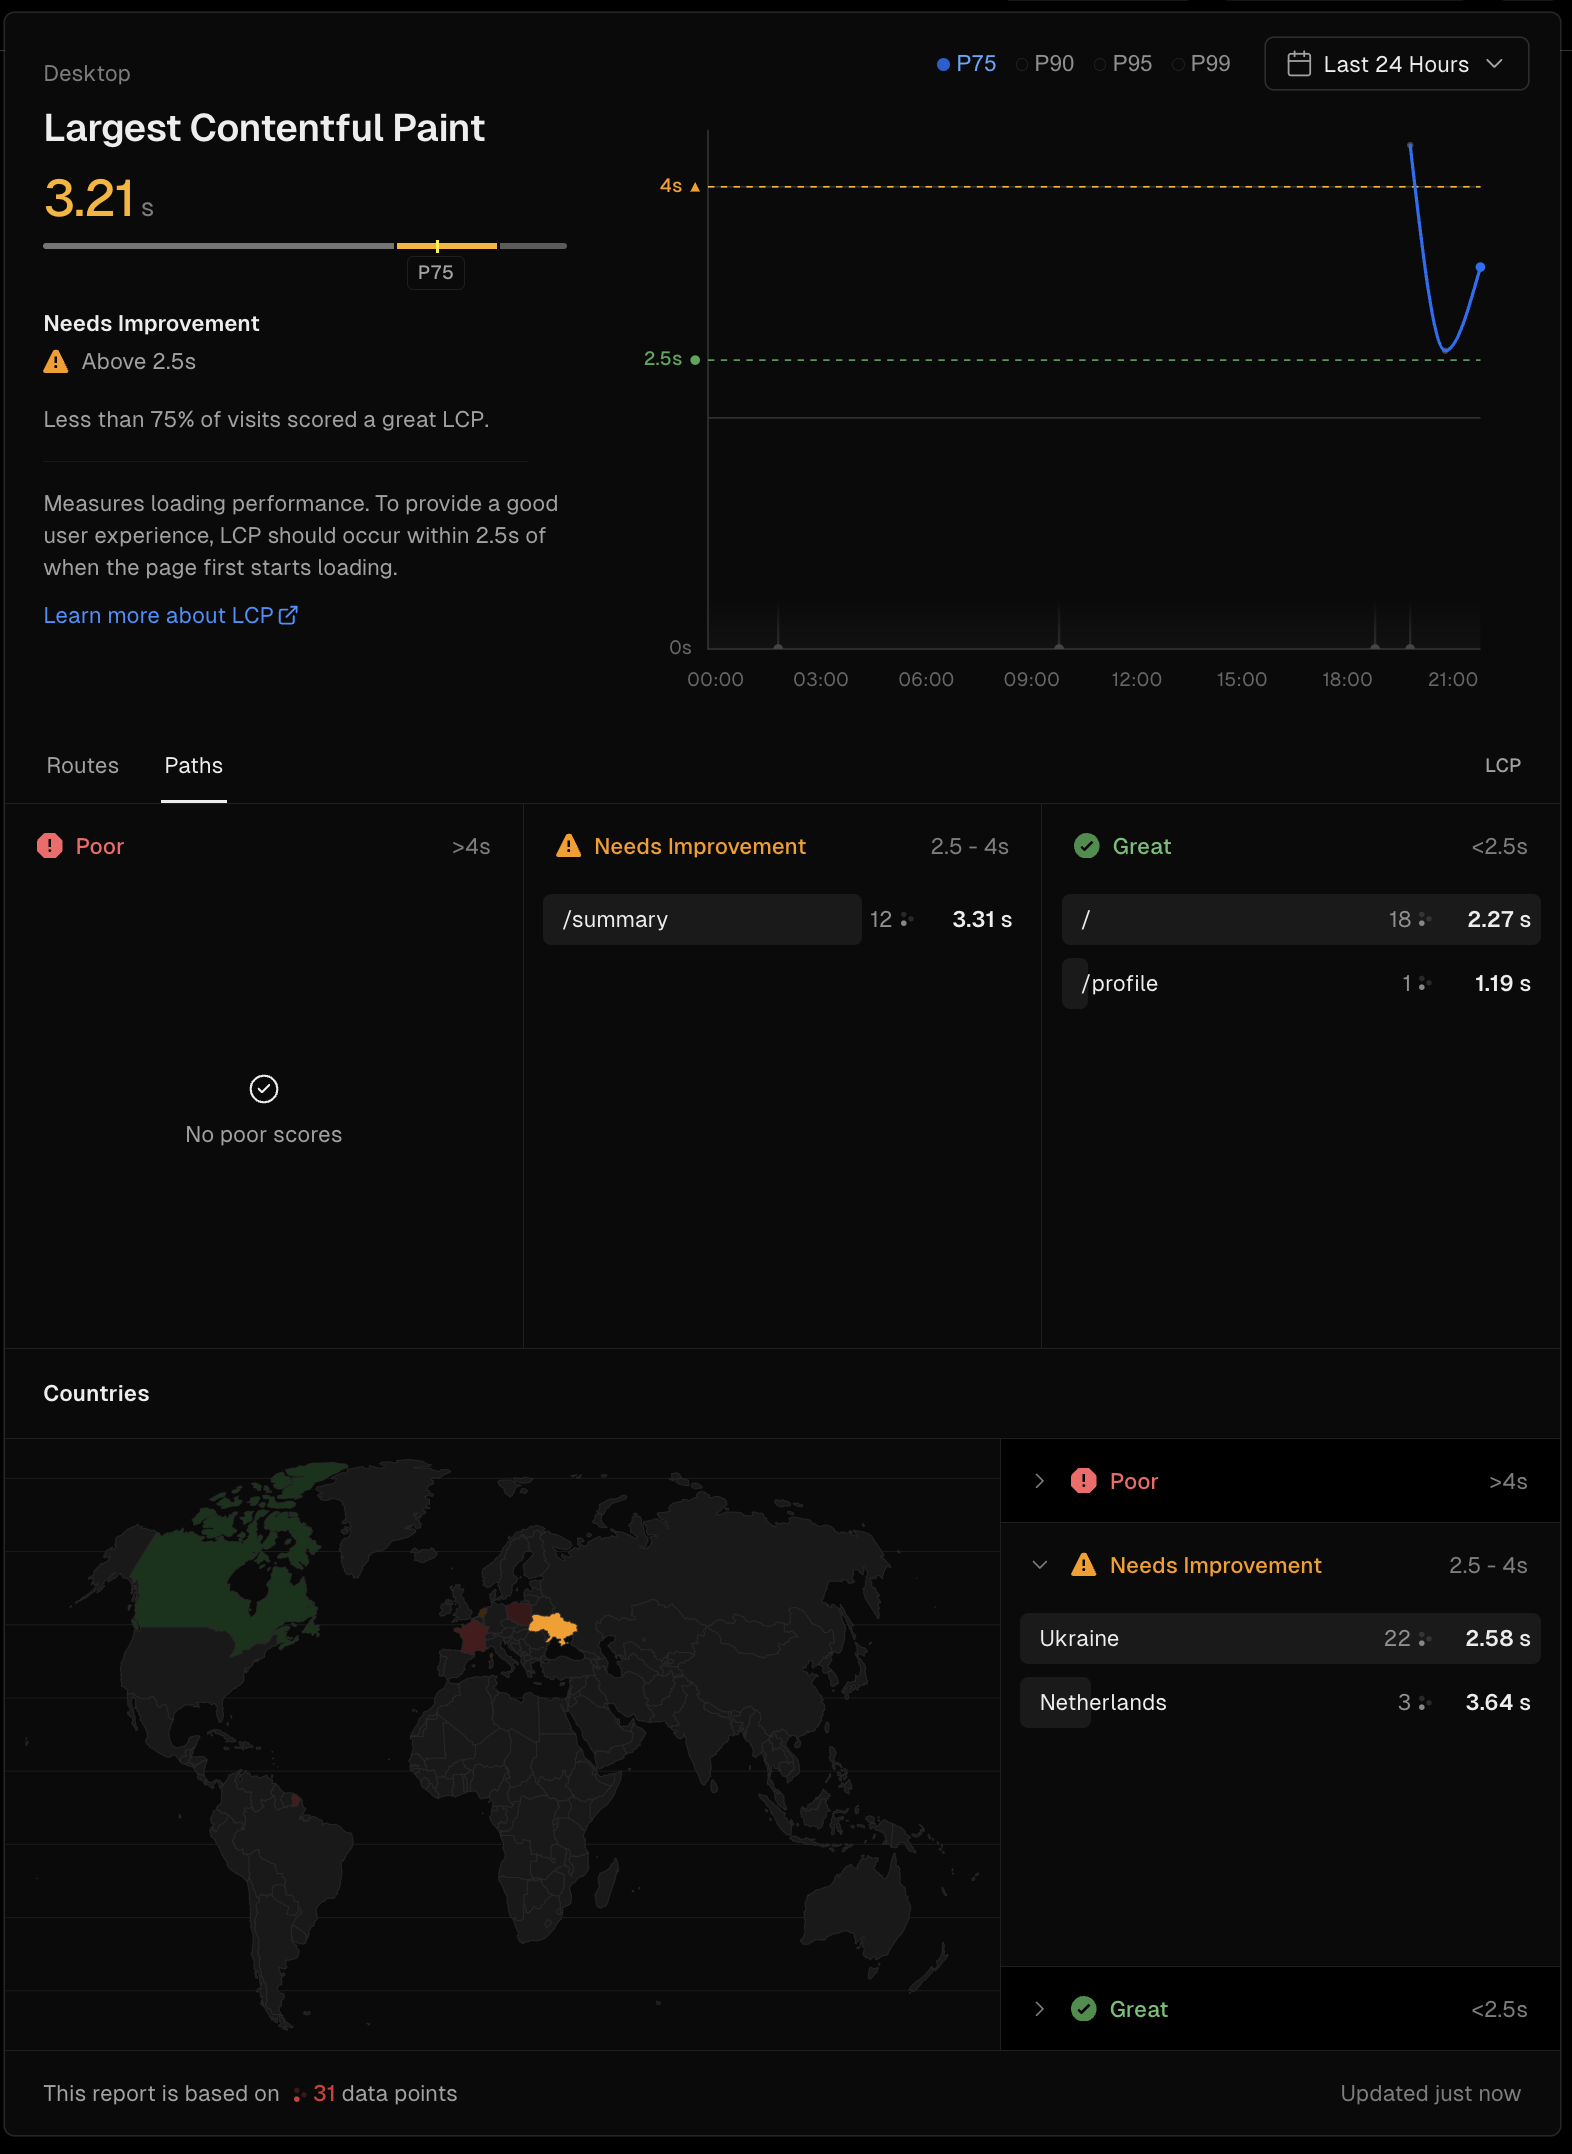 Desktop
P75 P90 P95 P99
Last 24 Hours
Largest Contentful Paint
3.21 s
P75
Needs Improvement
Above 2.5s
Less than 75% of visits scored a great LCP.
Measures loading performance. To provide a good
user experience, LCP should occur within 2.5s of
when the page first starts loading.
Learn more about LCP
4s
2.5s
0s
00:00 03:00 06:00 09:00 12:00 15:00 18:00 21:00
Routes Paths LCP
Poor >4s
No poor scores
Needs Improvement 2.5 - 4s
/summary 12 3.31 s
Great <2.5s
/ 18 2.27 s
/profile 1 1.19 s
Countries
Poor >4s
Needs Improvement 2.5 - 4s
Ukraine 22 2.58 s
Netherlands 3 3.64 s
Great <2.5s
This report is based on 31 data points
Updated just now